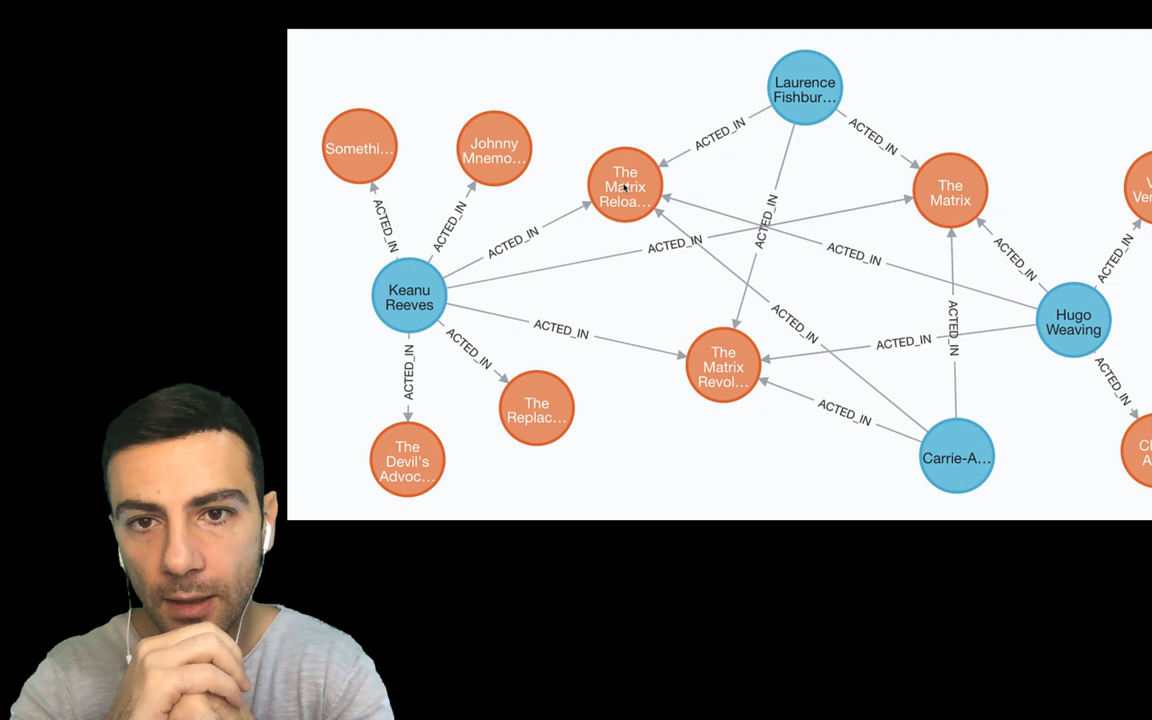 Laurence
Fishbur...
ACTED_IN
ACTED_IN
Somethi...
Johnny
Mnemo...
The
Matrix
Reloa...
The
Matrix
ACTED_IN
ACTED_IN
ACTED_IN
ACTED_IN
ACTED_IN
ACTED_IN
ACTED_IN
ACTED_IN
Keanu
Reeves
Hugo
Weaving
ACTED_IN
ACTED_IN
ACTED_IN
ACTED_IN
ACTED_IN
ACTED_IN
ACTED_IN
The
Matrix
Revol...
ACTED_IN
ACTED_IN
The
Replac...
The
Devil's
Advoc...
Carrie-A...